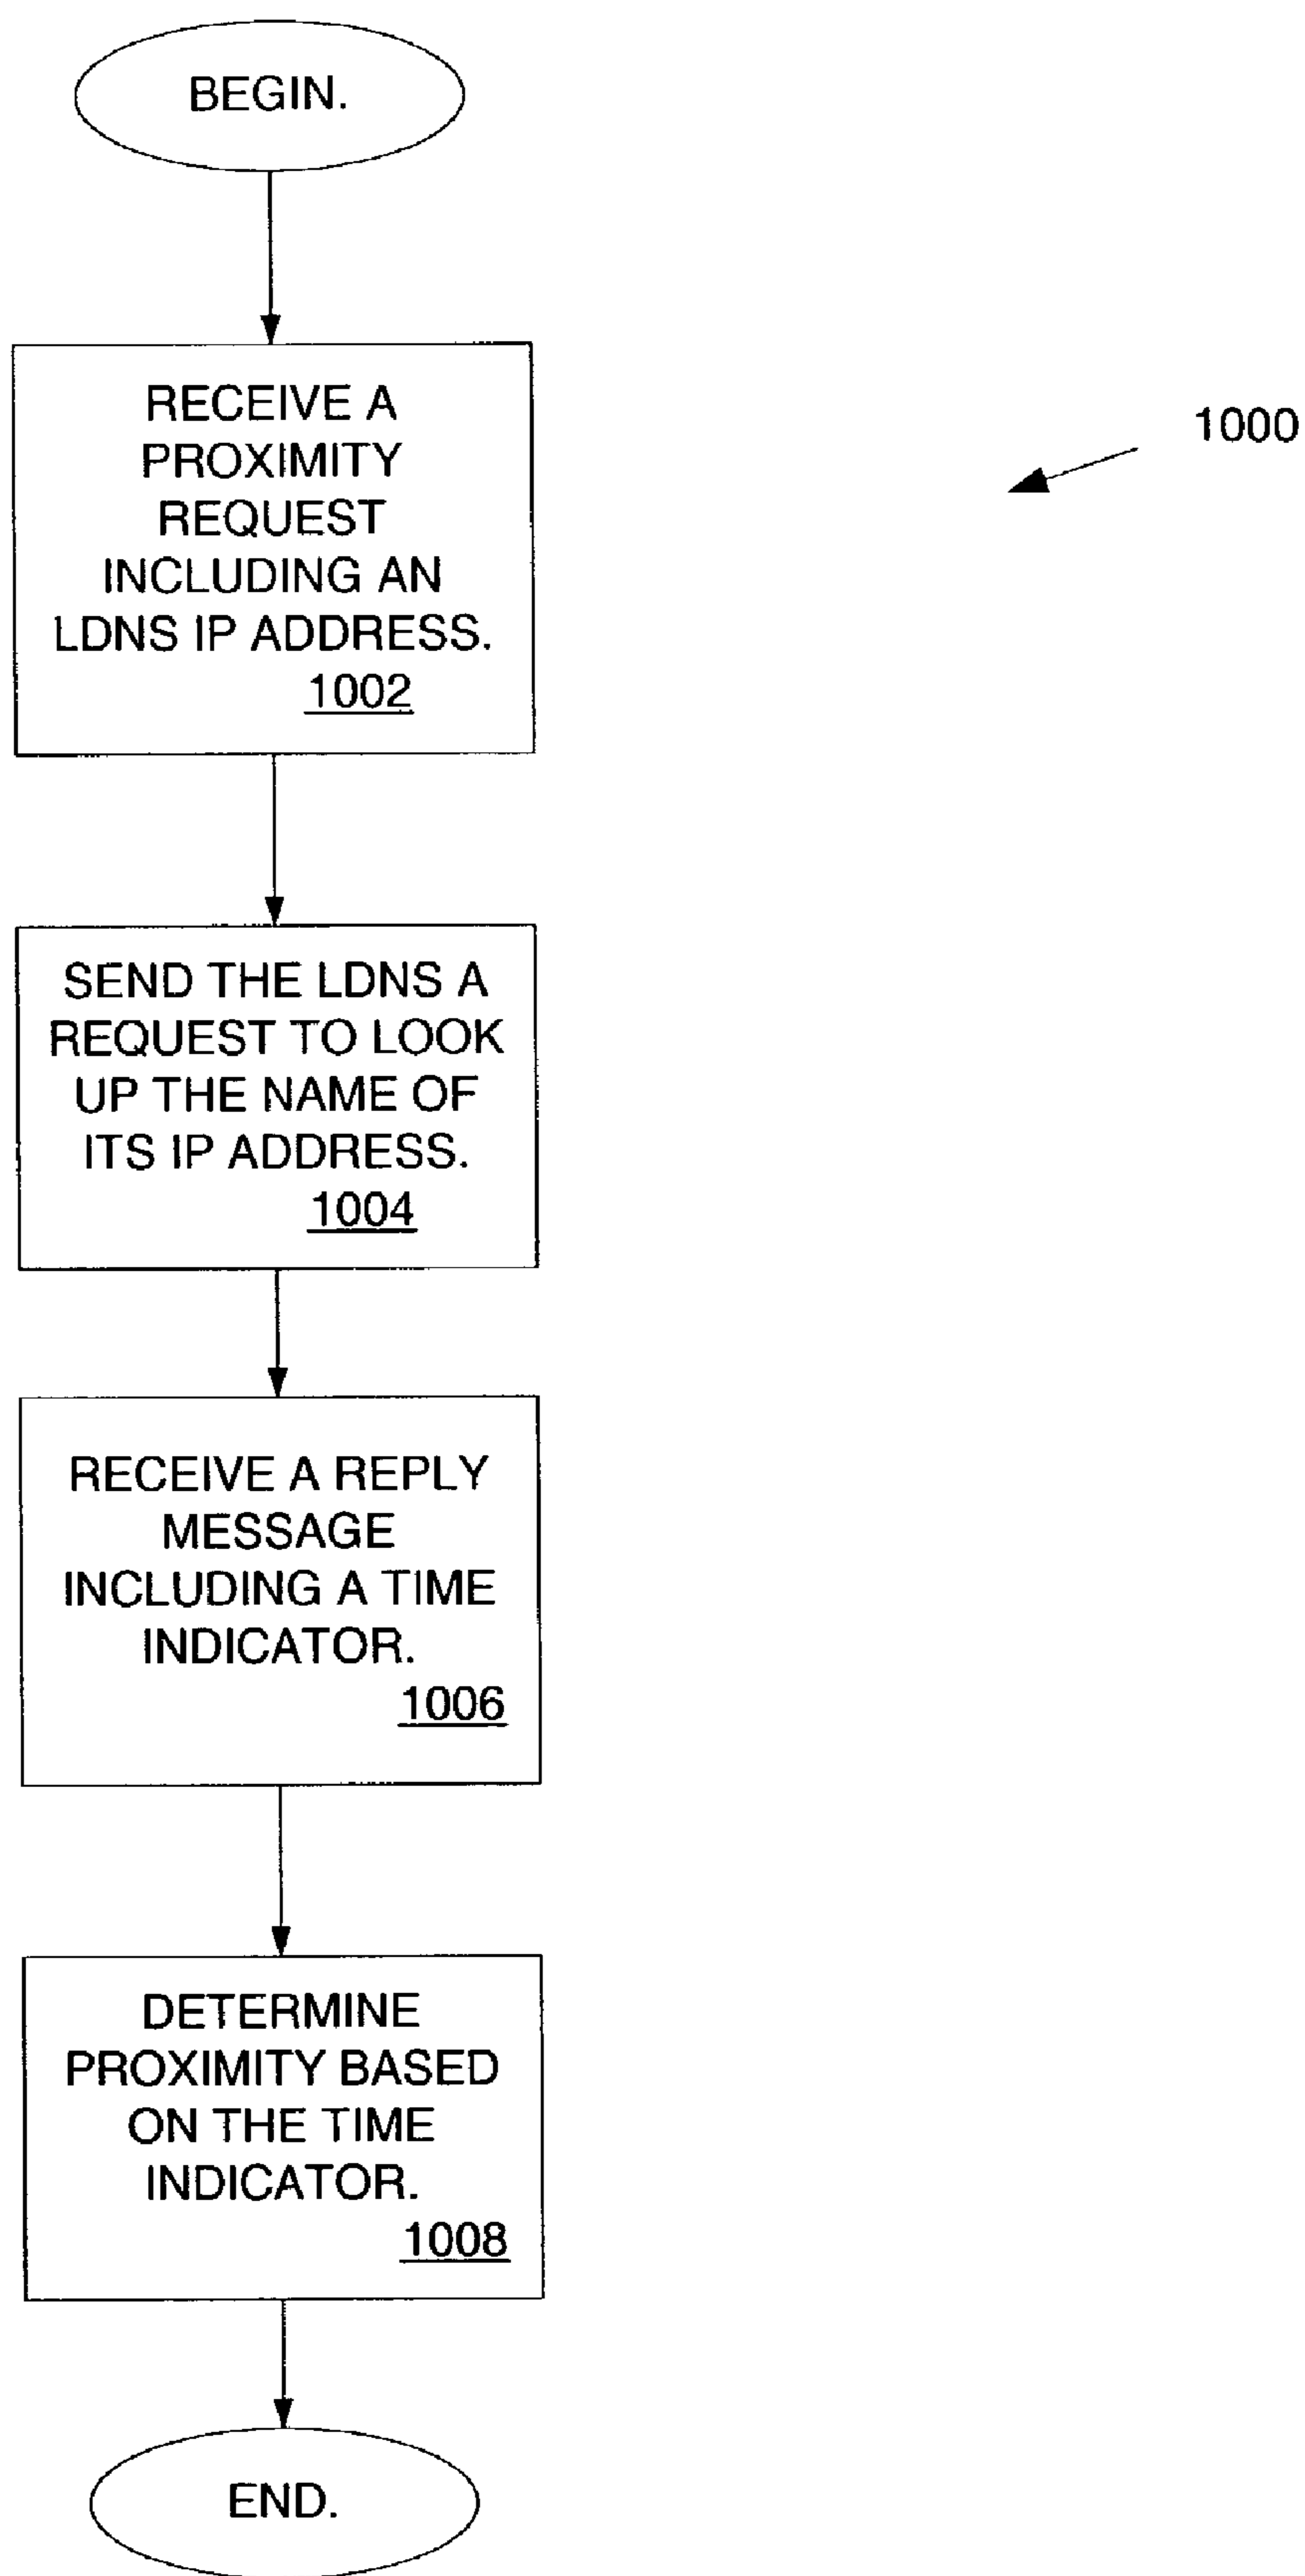 BEGIN.
RECEIVE A
PROXIMITY
REQUEST
INCLUDING AN
LDNS IP ADDRESS.
1002
1000
SEND THE LDNS A
REQUEST TO LOOK
UP THE NAME OF
ITS IP ADDRESS.
1004
RECEIVE A REPLY
MESSAGE
INCLUDING A TIME
INDICATOR.
1006
DETERMINE
PROXIMITY BASED
ON THE TIME
INDICATOR.
1008
END.